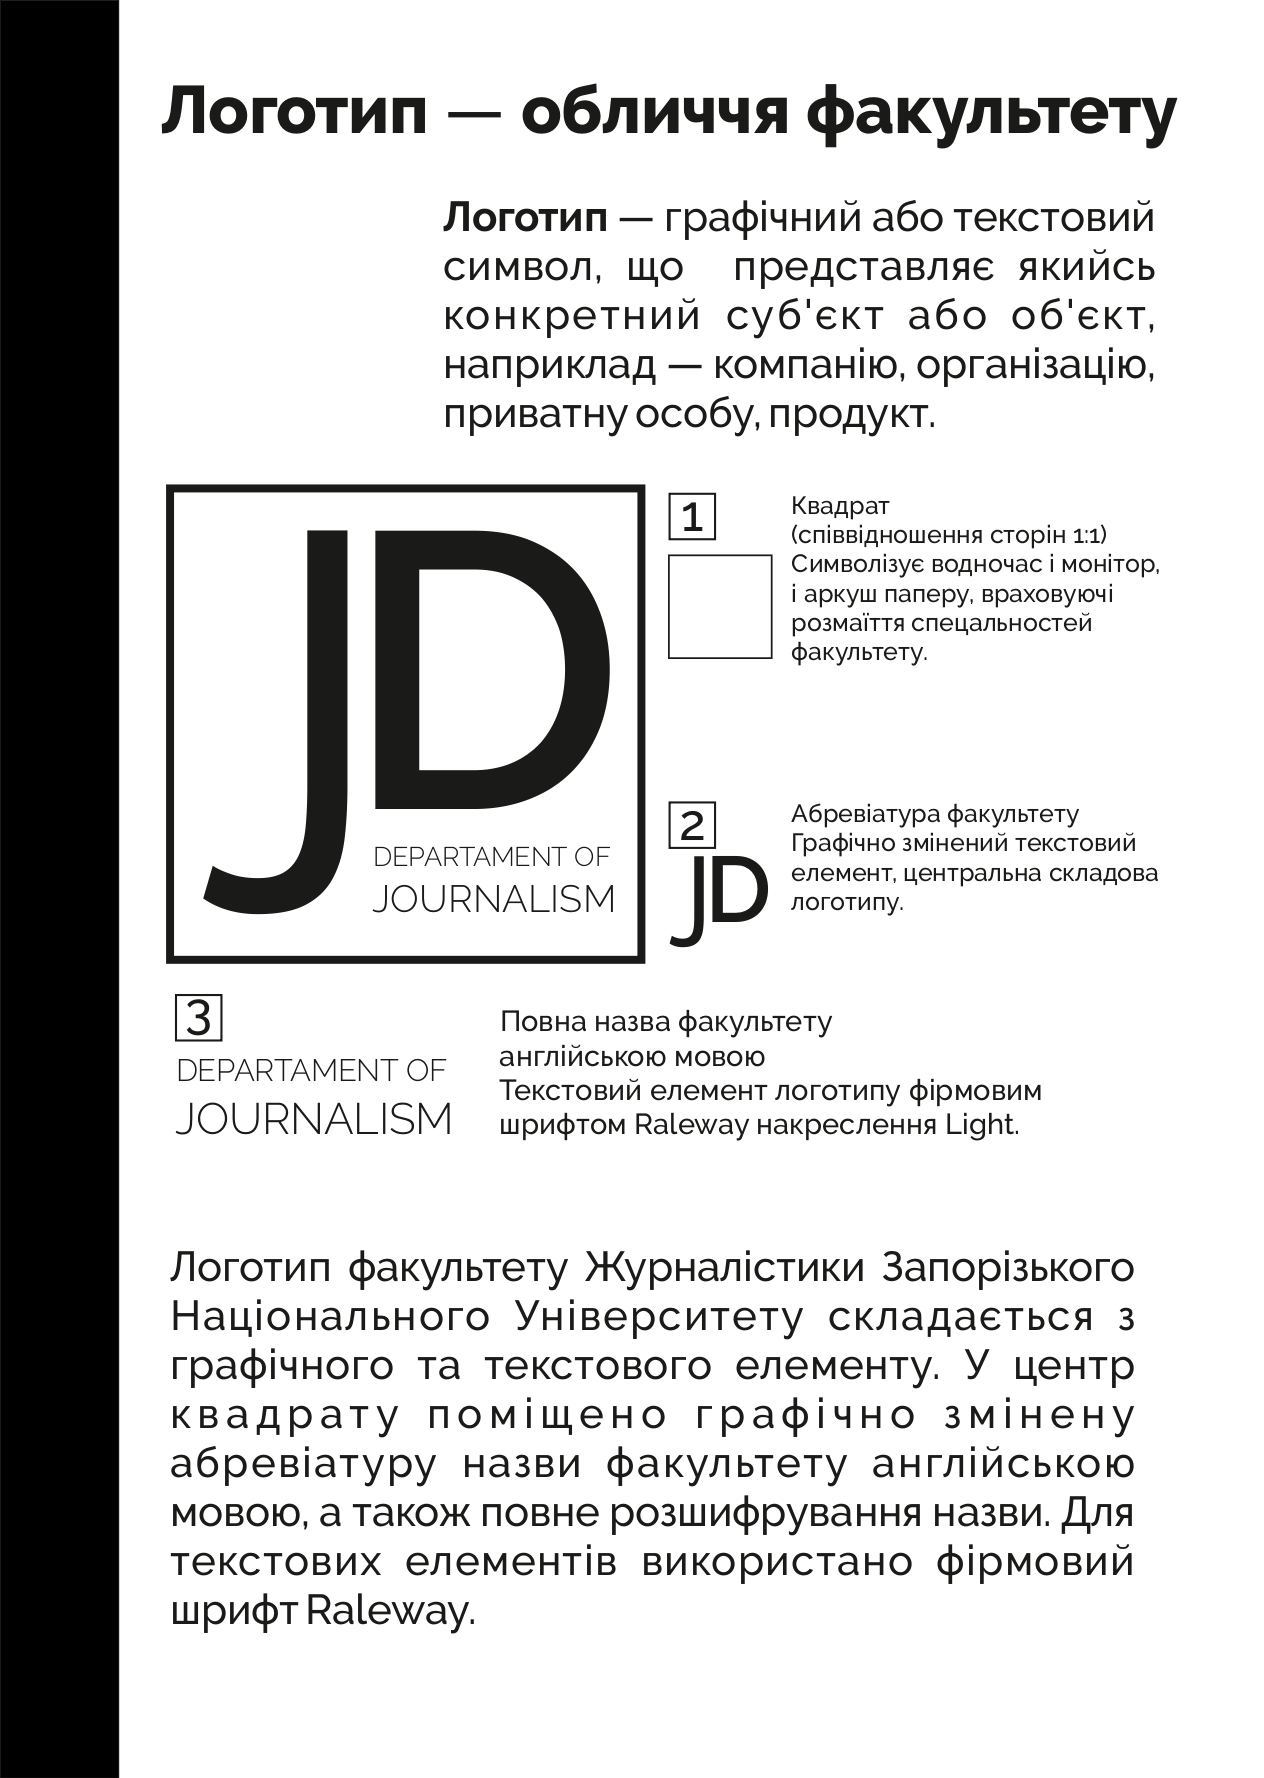 Логотип — обличчя факультету
Логотип — графічний або текстовий
символ, що представляє якийсь
конкретний суб'єкт або об'єкт,
наприклад — компанію, організацію,
приватну особу, продукт.
JD
DEPARTAMENT OF
JOURNALISM
1
Квадрат
(співвідношення сторін 1:1)
Символізує водночас і монітор,
і аркуш паперу, враховуючі
розмаїття спецальностей
факультету.
2
JD
Абревіатура факультету
Графічно змінений текстовий
елемент, центральна складова
логотипу.
3
DEPARTAMENT OF
JOURNALISM
Повна назва факультету
англійською мовою
Текстовий елемент логотипу фірмовим
шрифтом Raleway накреслення Light.
Логотип факультету Журналістики Запорізького
Національного Університету складається з
графічного та текстового елементу. У центр
квадрату поміщено графічно змінену
абревіатуру назви факультету англійською
мовою, а також повне розшифрування назви. Для
текстових елементів використано фірмовий
шрифт Raleway.